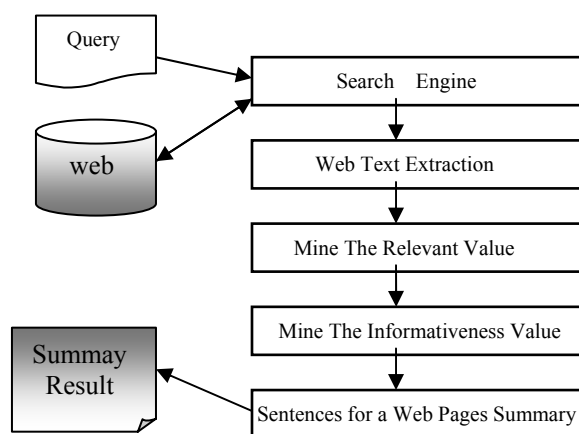 Query
Search Engine
web
Web Text Extraction
Mine The Relevant Value
Mine The Informativeness Value
Summay
Result
Sentences for a Web Pages Summary